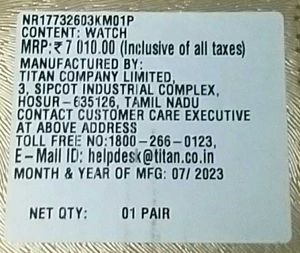 NR17732603KM01P
CONTENT: WATCH
MRP:₹ 7 010.00 (Inclusive of all taxes)
MANUFACTURED BY:
TITAN COMPANY LIMITED,
3, SIPCOT INDUSTRIAL COMPLEX,
HOSUR-635126, TAMIL NADU
CONTACT CUSTOMER CARE EXECUTIVE
AT ABOVE ADDRESS
TOLL FREE NO:1800-266-0123,
E-Mail ID: helpdesk@titan.co.in
MONTH & YEAR OF MFG: 07/ 2023
NET QTY: 01 PAIR